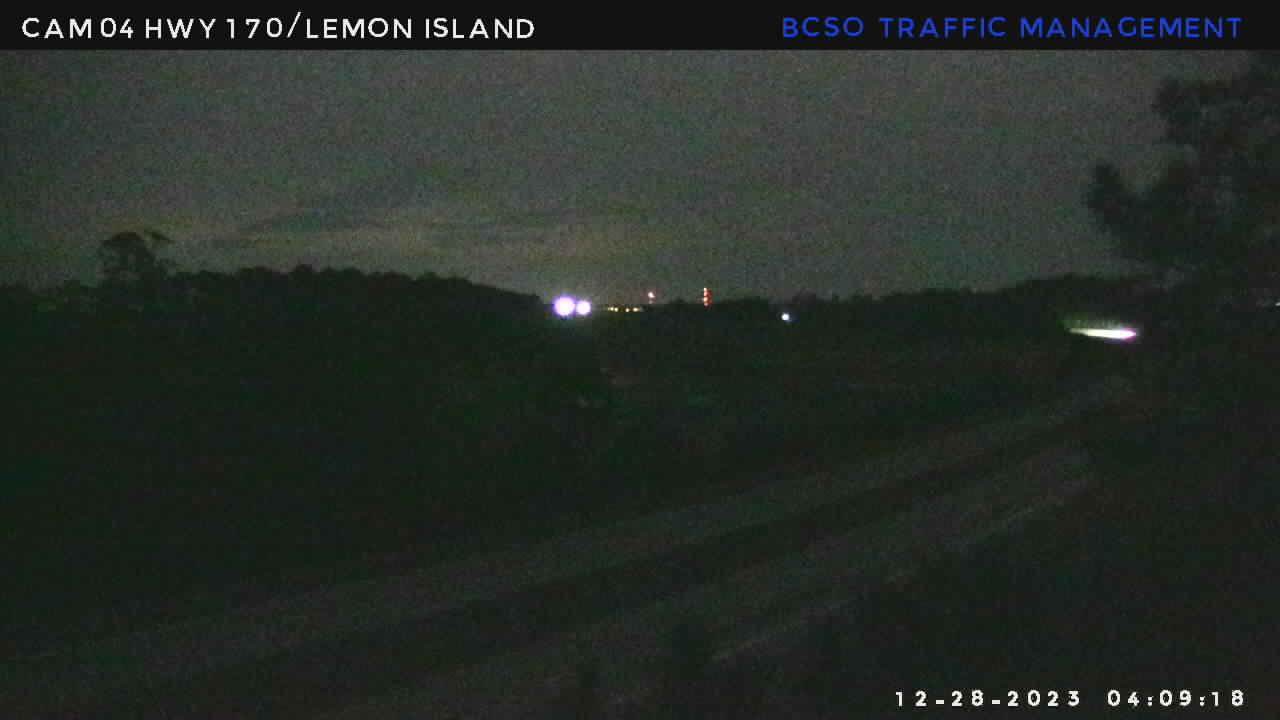 CAM04 HWY 170/LEMON ISLAND
BCSO TRAFFIC MANAGEMENT
12-28-2023 04:09:18